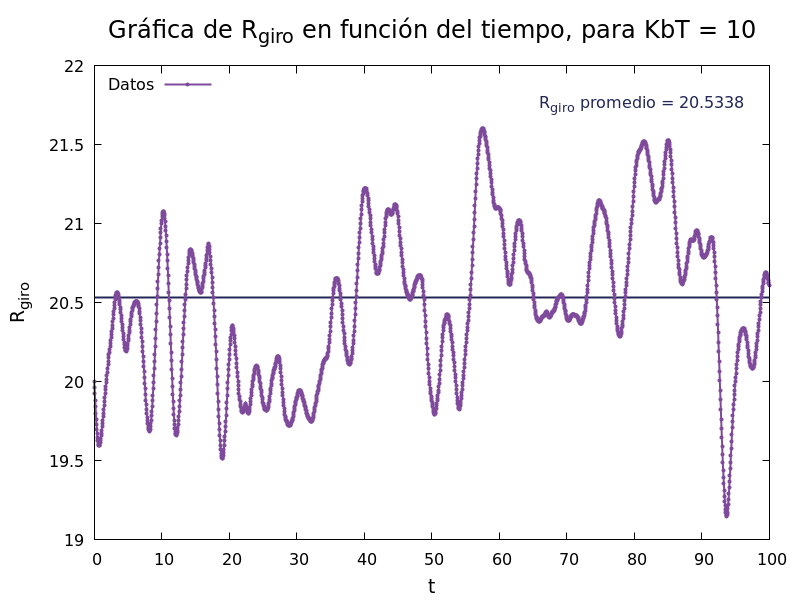 Gráfica de Rgiro en función del tiempo, para KbT = 10
22
Datos
Rgiro promedio = 20.5338
21.5
21
20.5
Rgiro
20
19.5
19
0 10 20 30 40 50 60 70 80 90 100
t